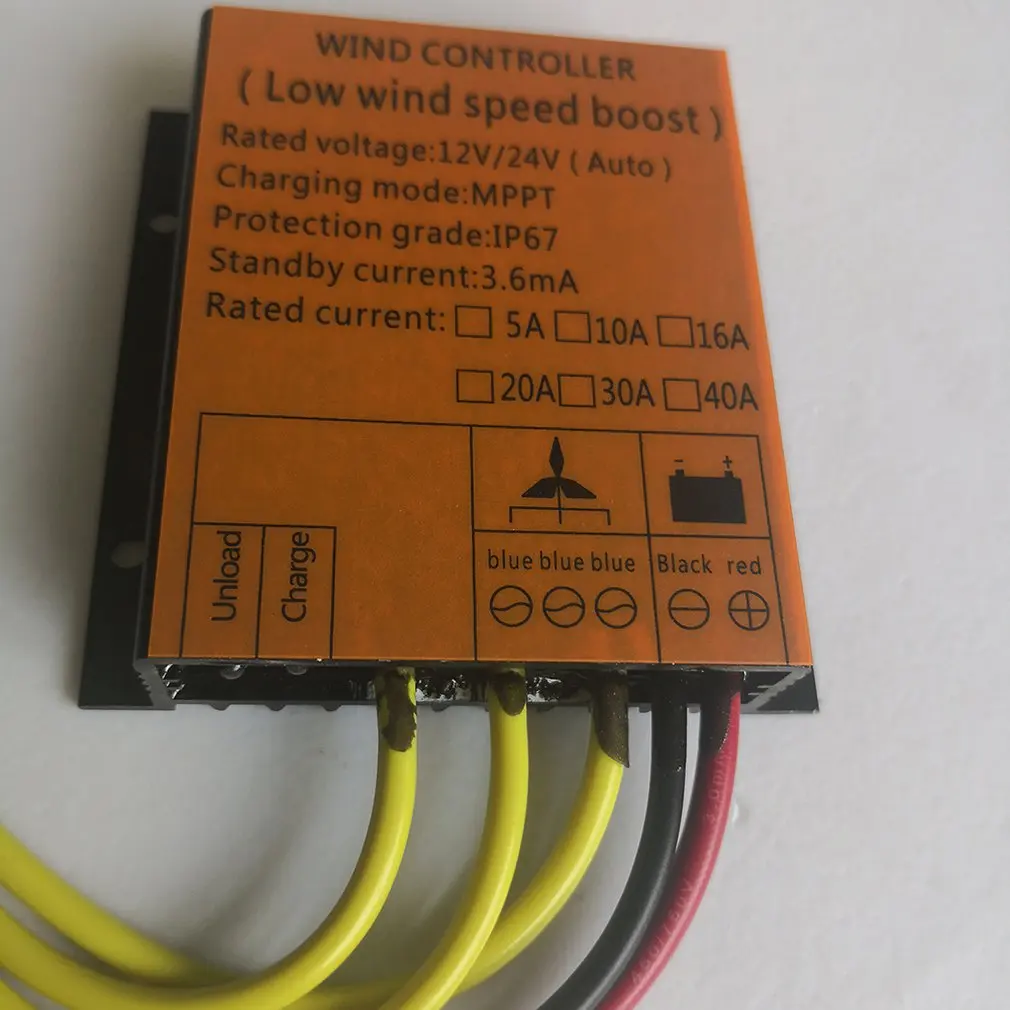 WIND CONTROLLER
( Low wind speed boost )
Rated voltage:12V/24V ( Auto )
Charging mode:MPPT
Protection grade:IP67
Standby current:3.6mA
Rated current: 5A 10A 16A
20A 30A 40A
- +
Unload
Charge
blue blue blue
Black red